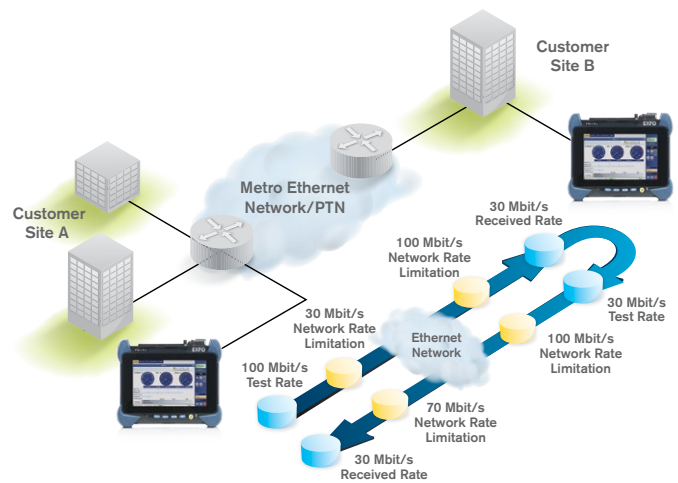 Customer
Site B
EXFO
Metro Ethernet
Network/PTN
Customer
Site A
30 Mbit/s
Received Rate
100 Mbit/s
Network Rate
Limitation
30 Mbit/s
Test Rate
30 Mbit/s
Network Rate
Limitation
Ethernet
Network
100 Mbit/s
Network Rate
Limitation
EXFO
100 Mbit/s
Test Rate
70 Mbit/s
Network Rate
Limitation
30 Mbit/s
Received Rate